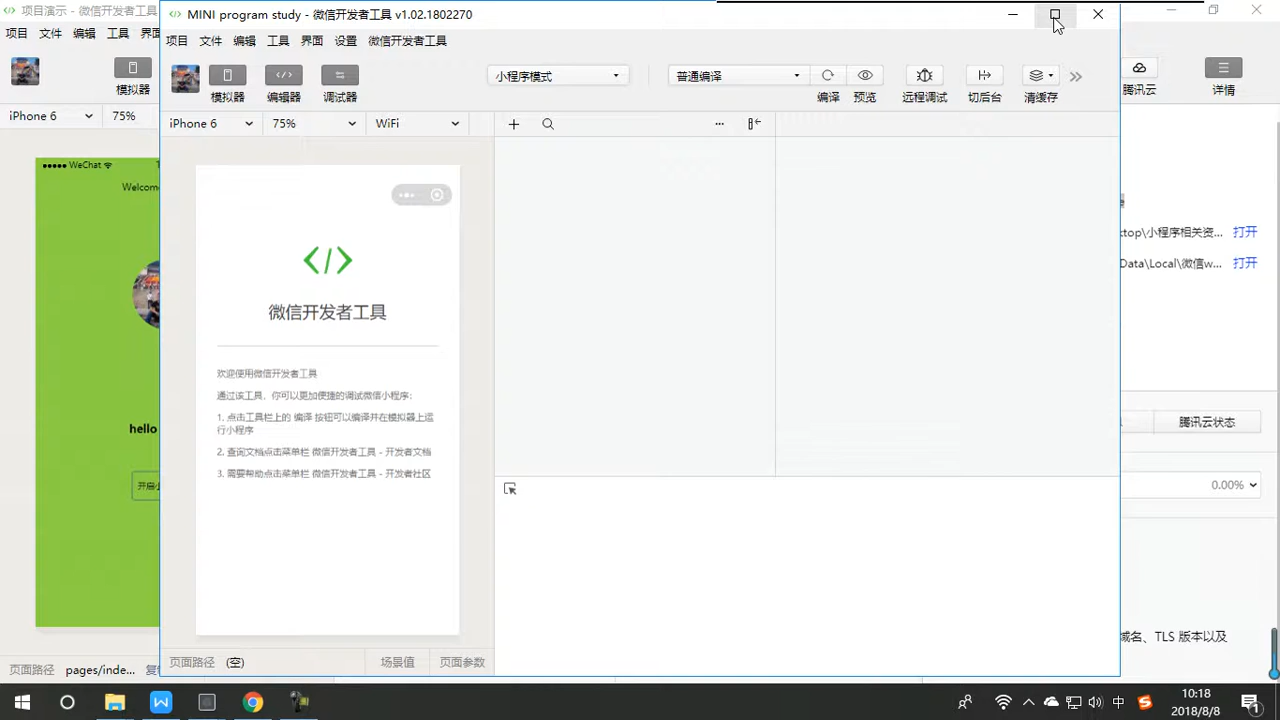 项目演示 - 微信开发者工具
项目 文件 编辑 工具 界面
模拟器
iPhone 6 75%
WeChat
hello
pages/inde...
页面路径
MINI program study - 微信开发者工具 v1.02.1802270
项目 文件 编辑 工具 界面 设置 微信开发者工具
小程序模式 普通编译
模拟器 编辑器 调试器 编译 预览 远程调试 切后台 清缓存
iPhone 6 75% WiFi
微信开发者工具
欢迎使用微信开发者工具
通过该工具，你可以更加便捷的调试微信小程序：
1. 点击工具栏上的 编译 按钮可以编译并在模拟器上运
行小程序
2. 查询文档点击菜单栏 微信开发者工具 - 开发者文档
3. 需要帮助点击菜单栏 微信开发者工具 - 开发者社区
页面路径 (空) 场景值 页面参数
腾讯云 详情
ktop\小程序相关资... 打开
Data\Local\微信w... 打开
腾讯云状态
0.00%
域名、TLS 版本以及
中
10:18
2018/8/8